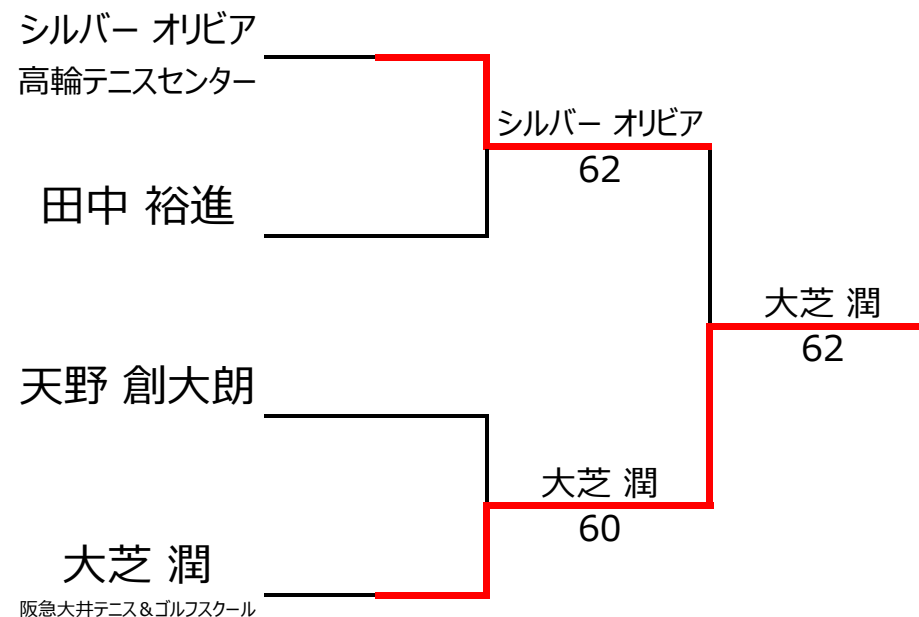 シルバー オリビア
高輪テニスセンター
シルバー オリビア
62
田中 裕進
大芝 潤
62
天野 創大朗
大芝 潤
60
大芝 潤
阪急大井テニス&ゴルフスクール